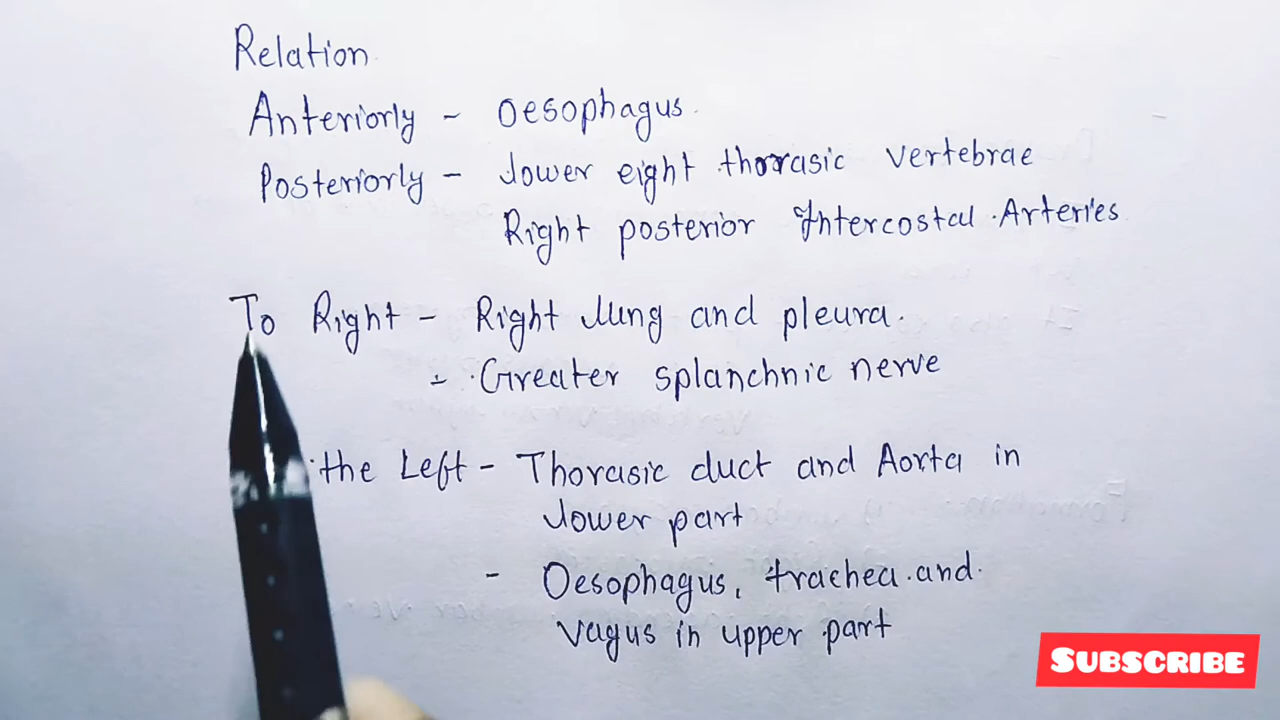 Relation
Anteriorly - Oesophagus.
Posteriorly - lower eight thorasic vertebrae
Right posterior Intercostal Arteries
To Right - Right lung and pleura.
- Greater splanchnic nerve
the Left - Thorasic duct and Aorta in
lower part
- Oesophagus, trachea and
vagus in upper part
SUBSCRIBE